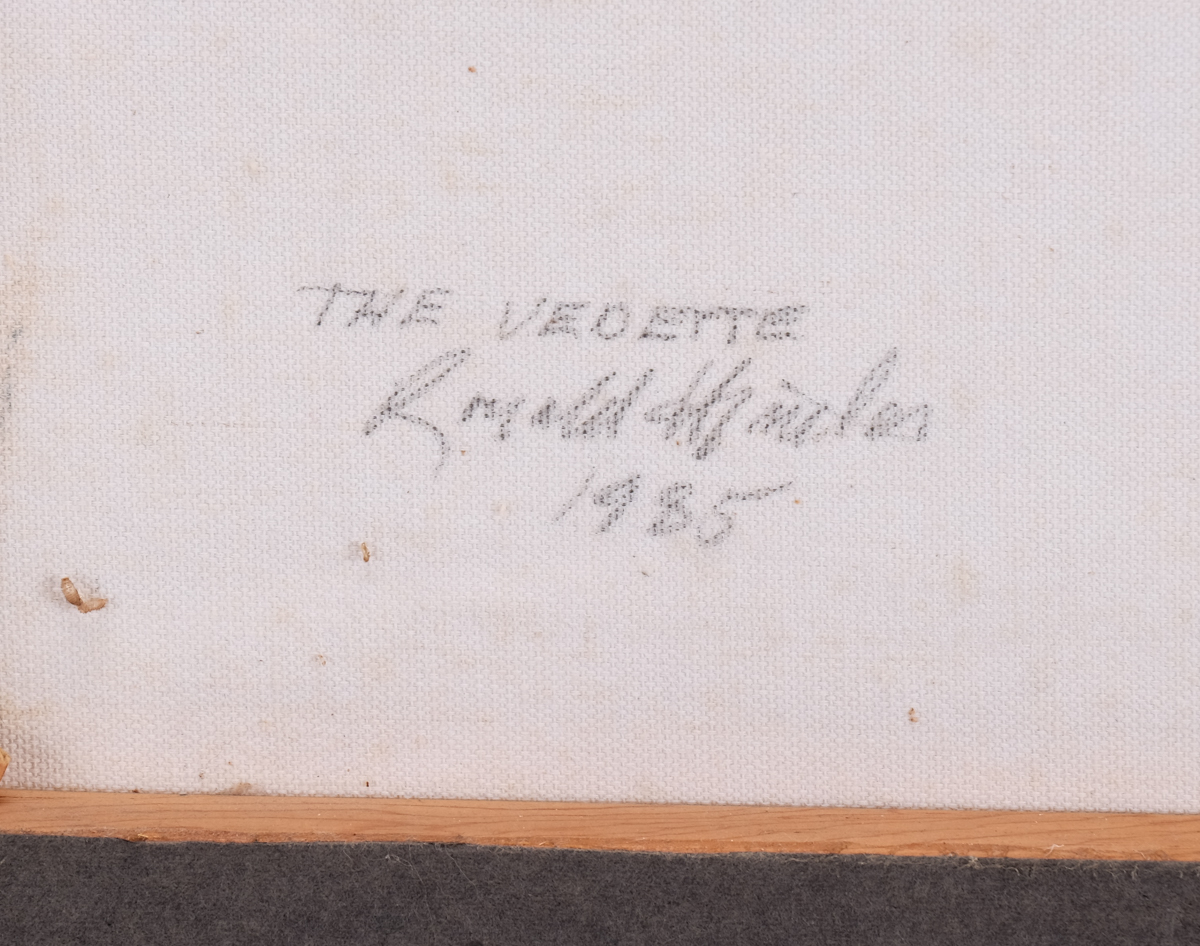 THE VEDETTE
Ronald
1985